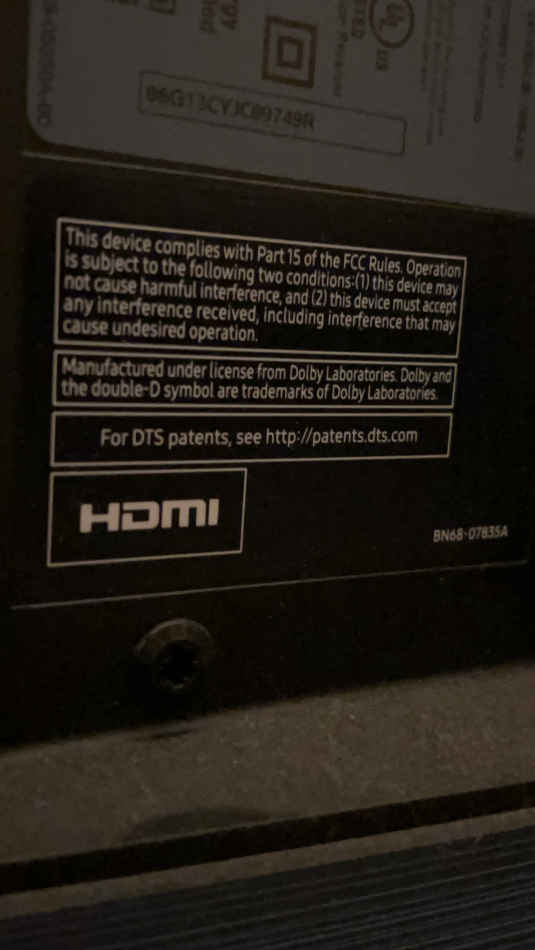 06G13CYJC09749R
This device complies with Part 15 of the FCC Rules. Operation
is subject to the following two conditions:(1) this device may
not cause harmful interference, and (2) this device must accept
any interference received, including interference that may
cause undesired operation.
Manufactured under license from Dolby Laboratories. Dolby and
the double-D symbol are trademarks of Dolby Laboratories.
For DTS patents, see http://patents.dts.com
HDMI
BN68-07835A